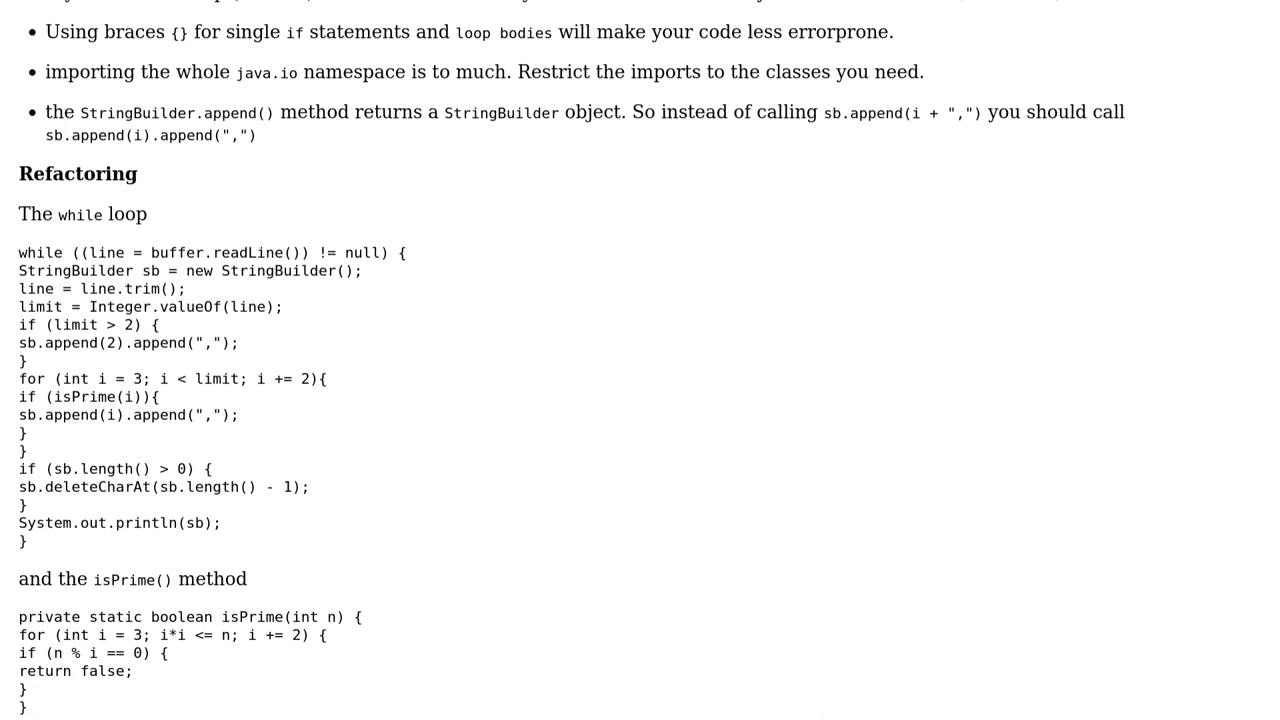 • Using braces {} for single if statements and loop bodies will make your code less errorprone.
• importing the whole java.io namespace is to much. Restrict the imports to the classes you need.
• the StringBuilder.append() method returns a StringBuilder object. So instead of calling sb.append(i + ",") you should call
sb.append(i).append(",")
Refactoring
The while loop
while ((line = buffer.readLine()) != null) {
StringBuilder sb = new StringBuilder();
line = line.trim();
limit = Integer.valueOf(line);
if (limit > 2) {
sb.append(2).append(",");
}
for (int i = 3; i < limit; i += 2){
if (isPrime(i)){
sb.append(i).append(",");
}
}
if (sb.length() > 0) {
sb.deleteCharAt(sb.length() - 1);
}
System.out.println(sb);
}
and the isPrime() method
private static boolean isPrime(int n) {
for (int i = 3; i*i <= n; i += 2) {
if (n % i == 0) {
return false;
}
}